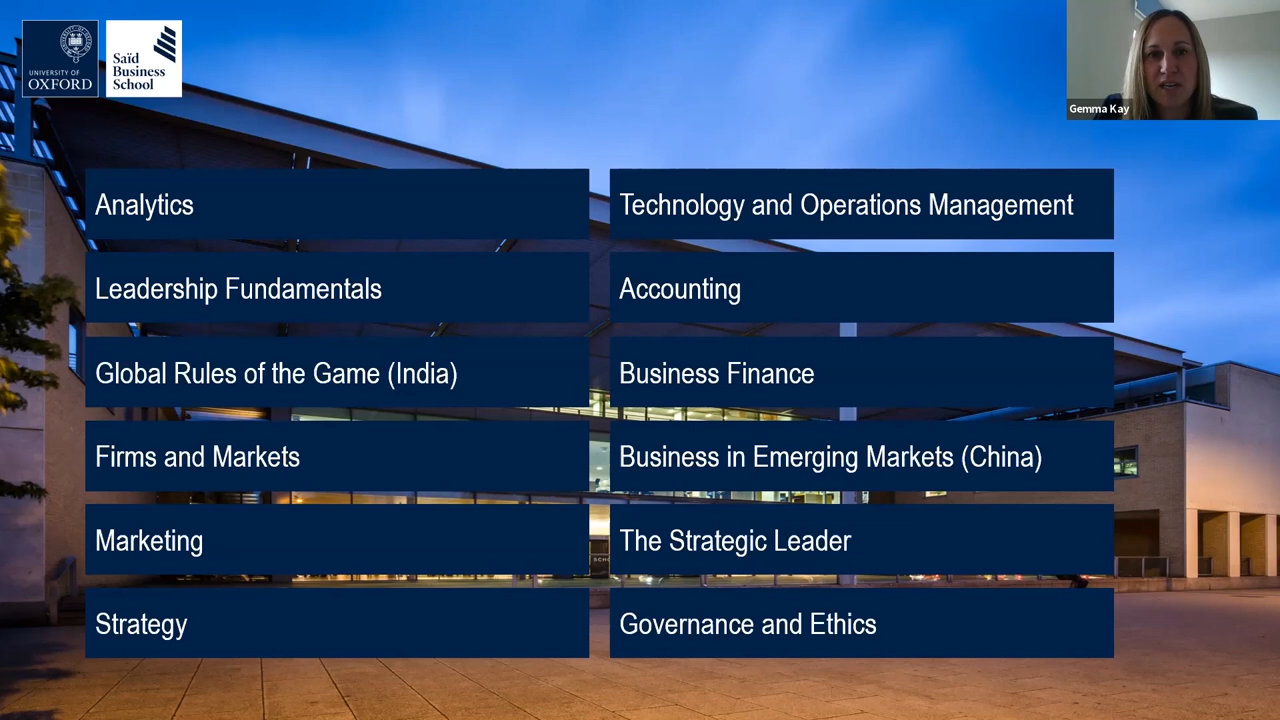 UNIVERSITY OF
OXFORD
Saïd
Business
School
Gemma Kay
Analytics
Technology and Operations Management
Leadership Fundamentals
Accounting
Global Rules of the Game (India)
Business Finance
Firms and Markets
Business in Emerging Markets (China)
Marketing
The Strategic Leader
Strategy
Governance and Ethics